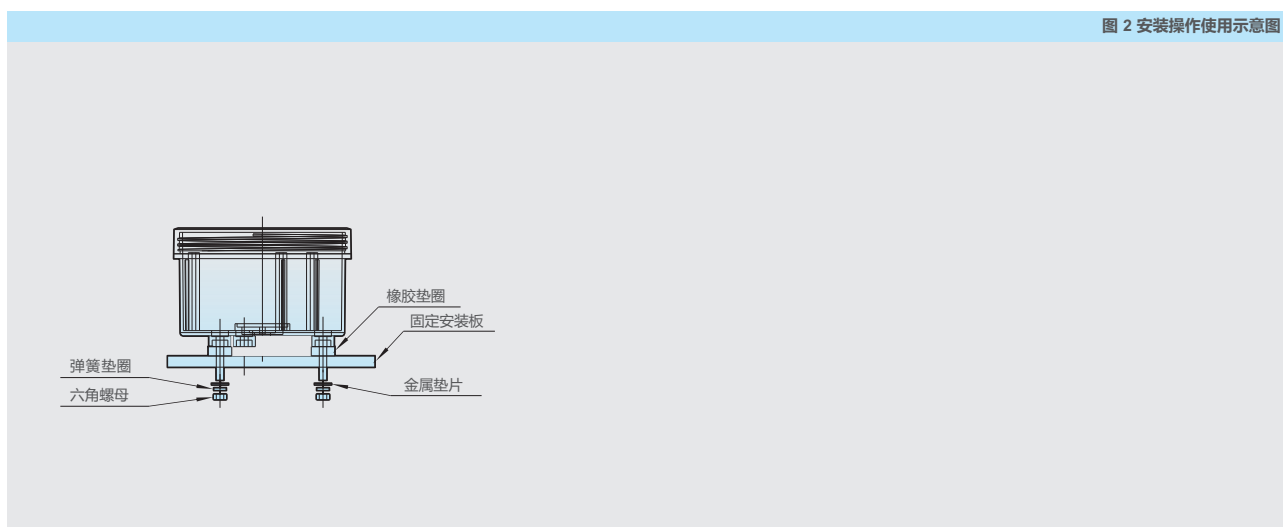 图 2 安装操作使用示意图
橡胶垫圈
固定安装板
弹簧垫圈
金属垫片
六角螺母